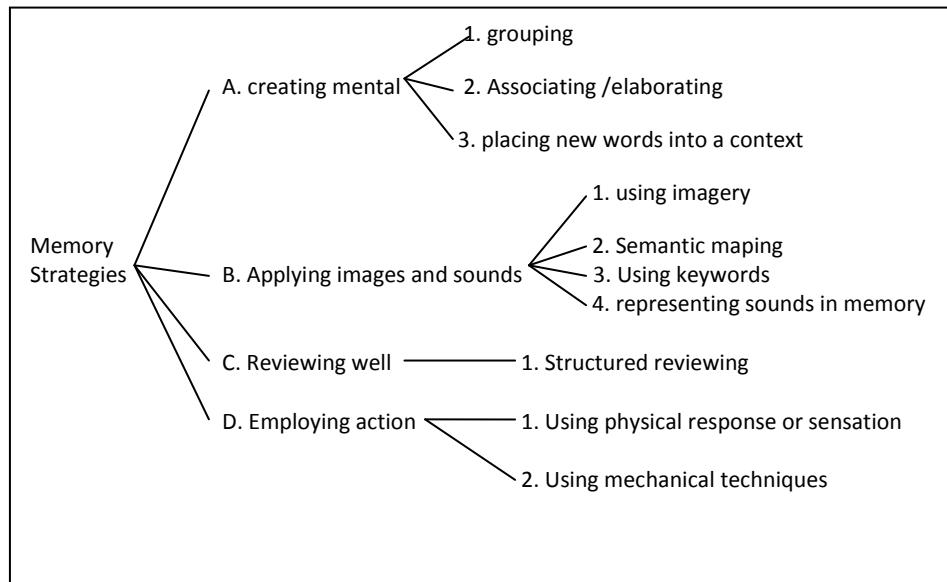 Memory
Strategies
A. creating mental
1. grouping
2. Associating /elaborating
3. placing new words into a context
B. Applying images and sounds
1. using imagery
2. Semantic maping
3. Using keywords
4. representing sounds in memory
C. Reviewing well
1. Structured reviewing
D. Employing action
1. Using physical response or sensation
2. Using mechanical techniques